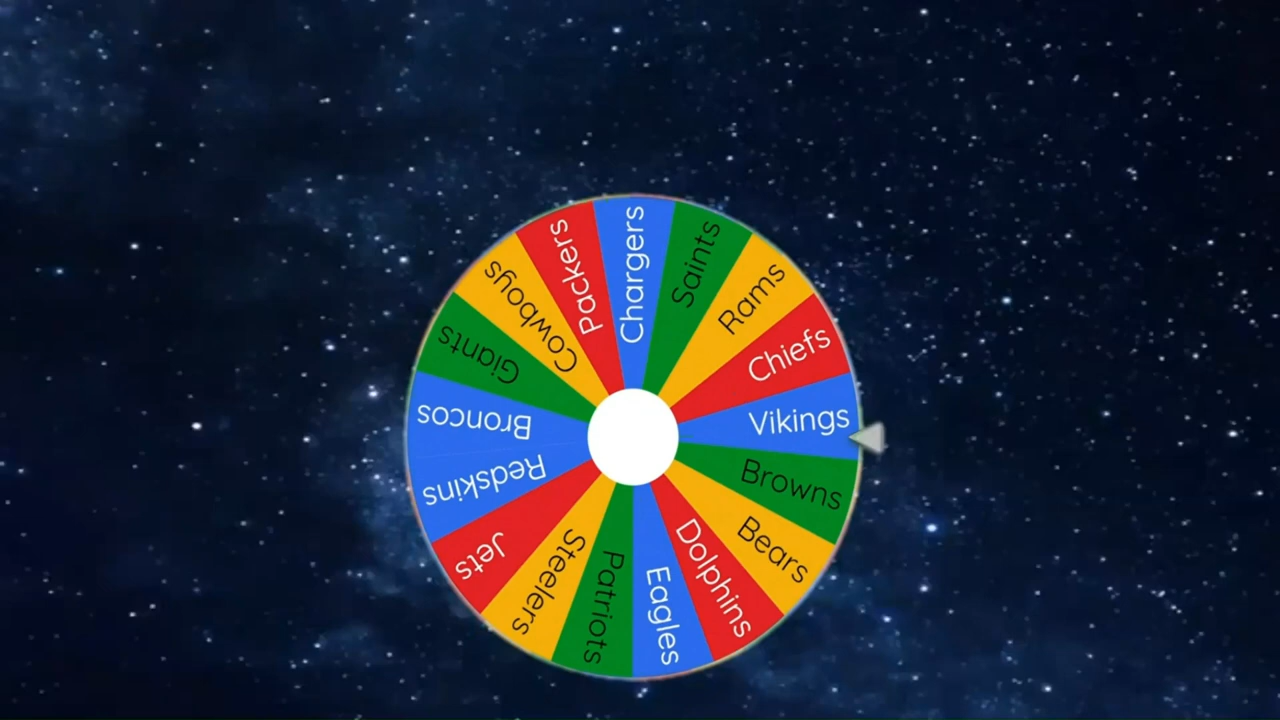 Chargers
Saints
Rams
Chiefs
Vikings
Browns
Bears
Dolphins
Eagles
Patriots
Steelers
Jets
Redskins
Broncos
Giants
Cowboys
Packers